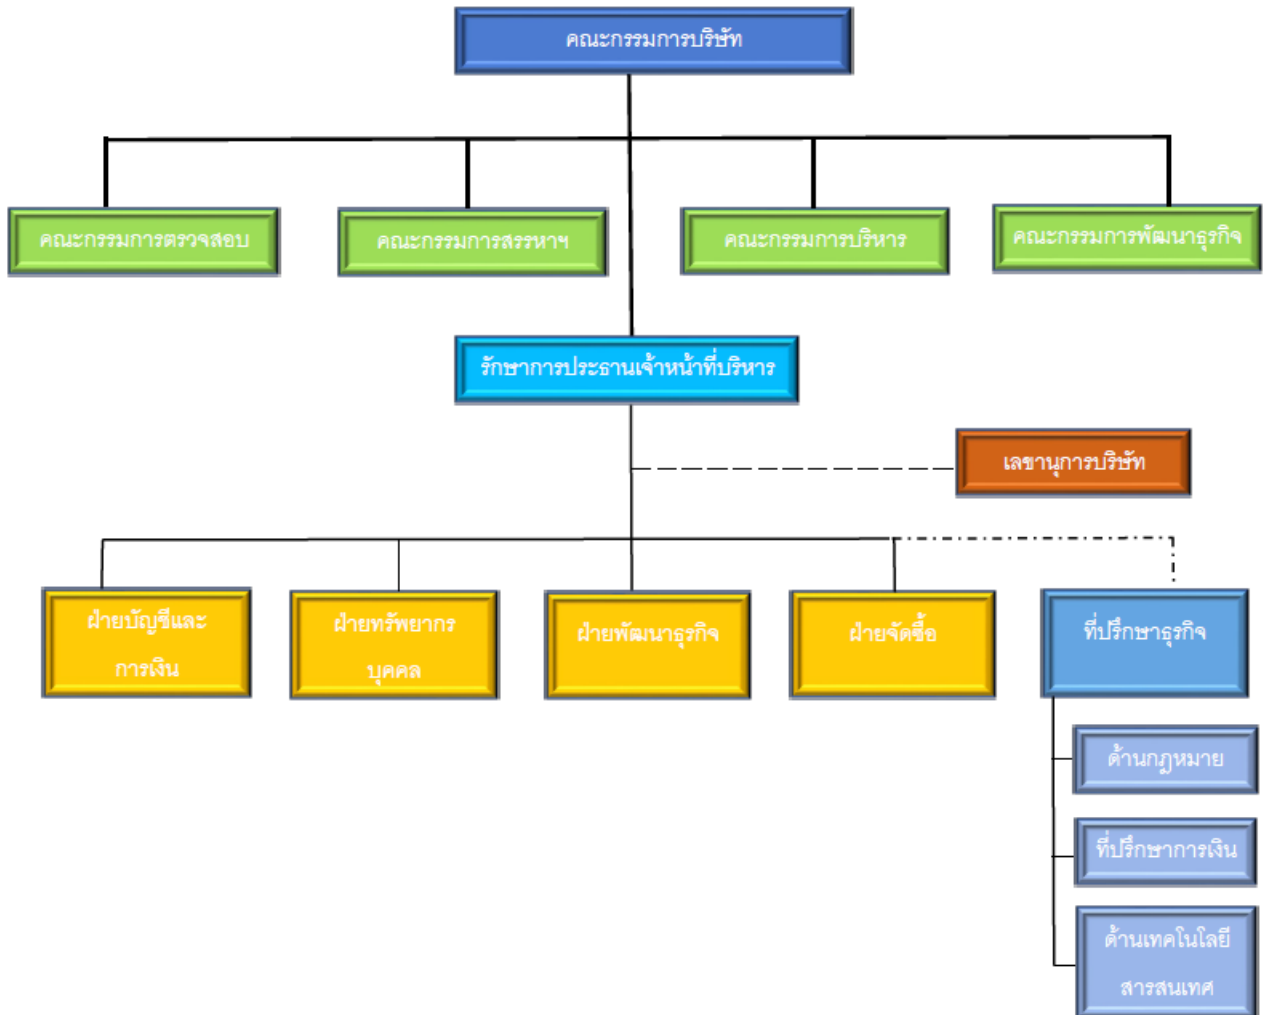 คณะกรรมการบริษัท
คณะกรรมการตรวจสอบ
คณะกรรมการสรรหาฯ
คณะกรรมการบริหาร
คณะกรรมการพัฒนาธุรกิจ
รักษาการประธานเจ้าหน้าที่บริหาร
เลขานุการบริษัท
ฝ่ายบัญชีและ
การเงิน
ฝ่ายทรัพยากร
บุคคล
ฝ่ายพัฒนาธุรกิจ
ฝ่ายจัดซื้อ
ที่ปรึกษาธุรกิจ
ด้านกฎหมาย
ที่ปรึกษาการเงิน
ด้านเทคโนโลยี
สารสนเทศ